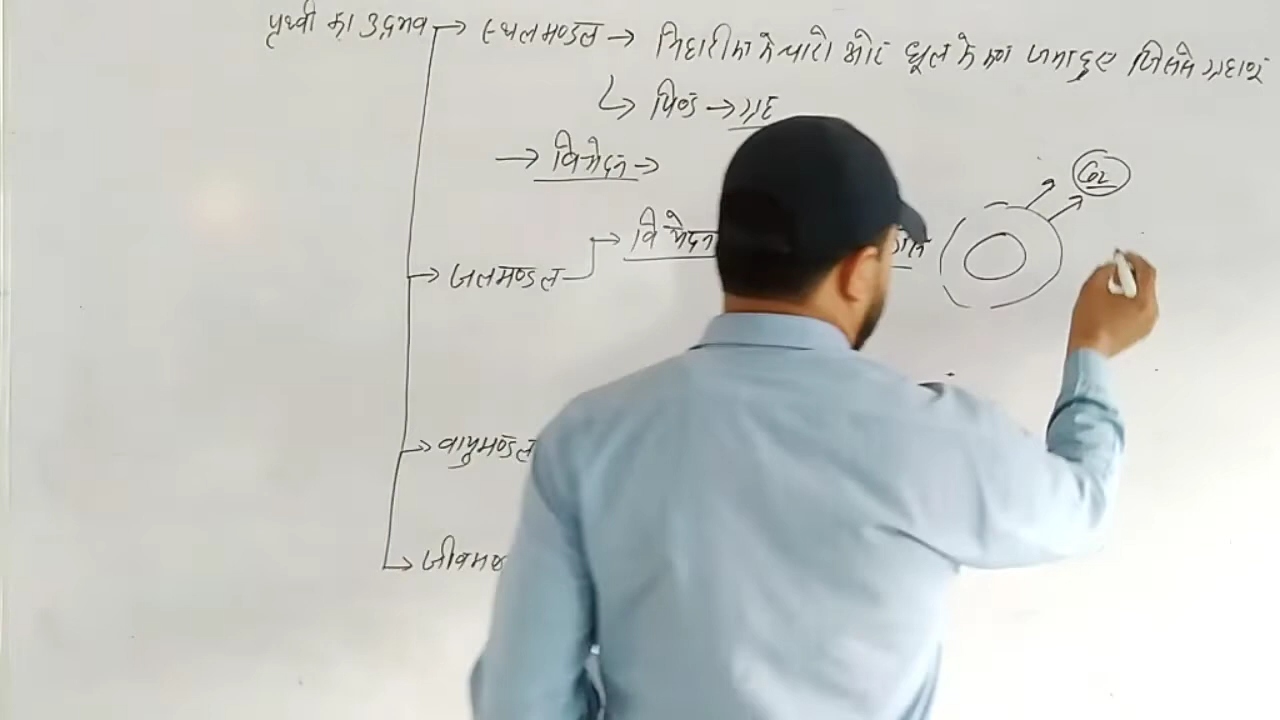 पृथ्वी का उद्भव → स्थलमण्डल → निहारिका के चारो ओर धूल के कण जमा हुए जिससे ग्रहाणु
↳ पिण्ड → ग्रह
→ विभेदन →
CO2
→ विभेदन
→ जलमण्डल
→ वायुमण्डल
→ जीवमण्ड